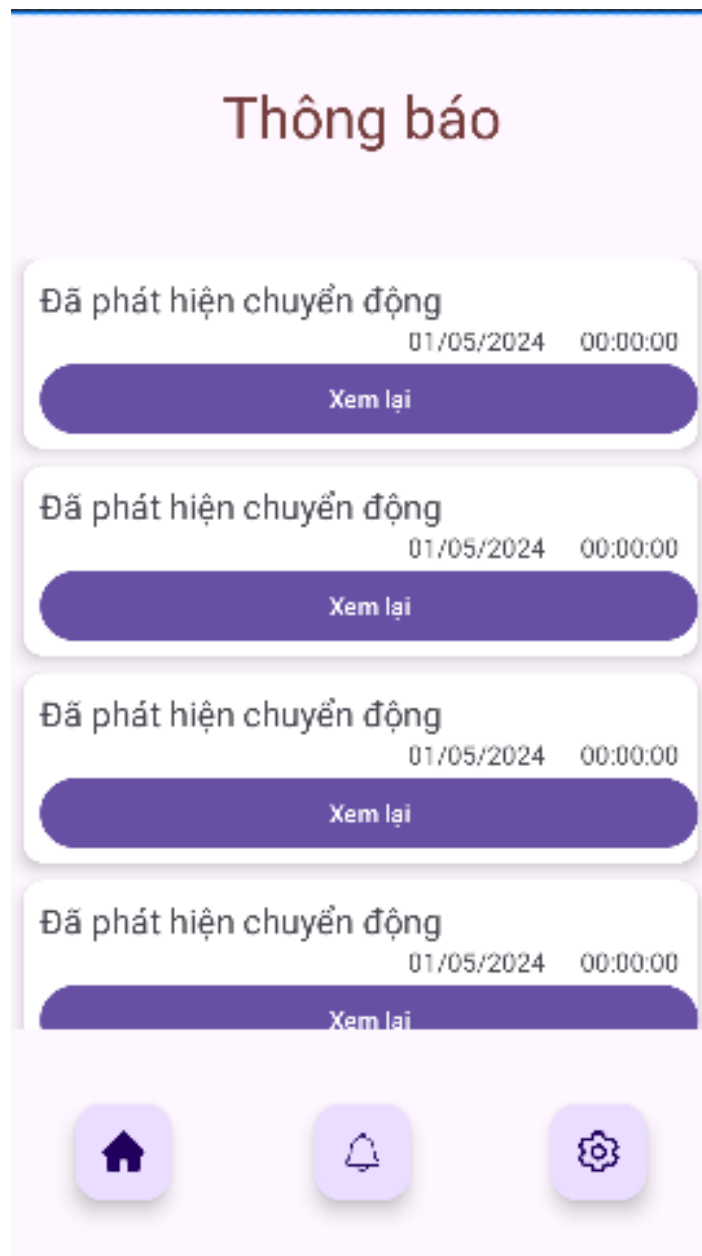 Thông báo
Đã phát hiện chuyển động
01/05/2024 00:00:00
Xem lại
Đã phát hiện chuyển động
01/05/2024 00:00:00
Xem lại
Đã phát hiện chuyển động
01/05/2024 00:00:00
Xem lại
Đã phát hiện chuyển động
01/05/2024 00:00:00
Xem lại